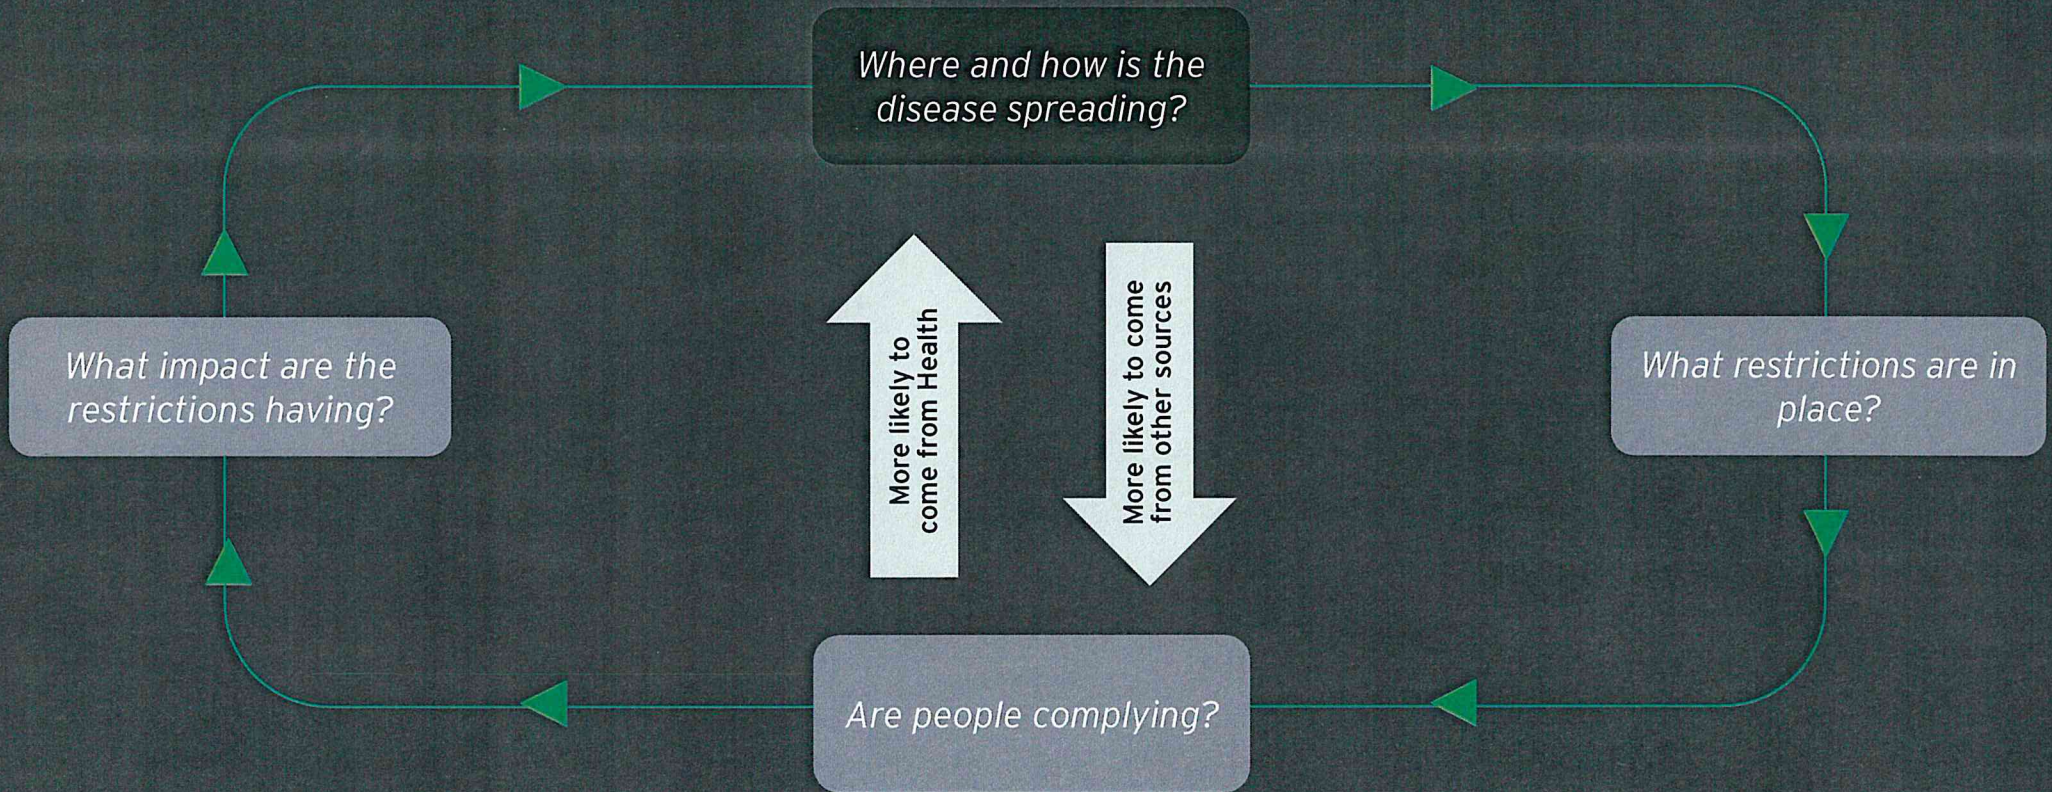 Where and how is the
disease spreading?
What impact are the
restrictions having?
More likely to
come from Health
More likely to come
from other sources
What restrictions are in
place?
Are people complying?